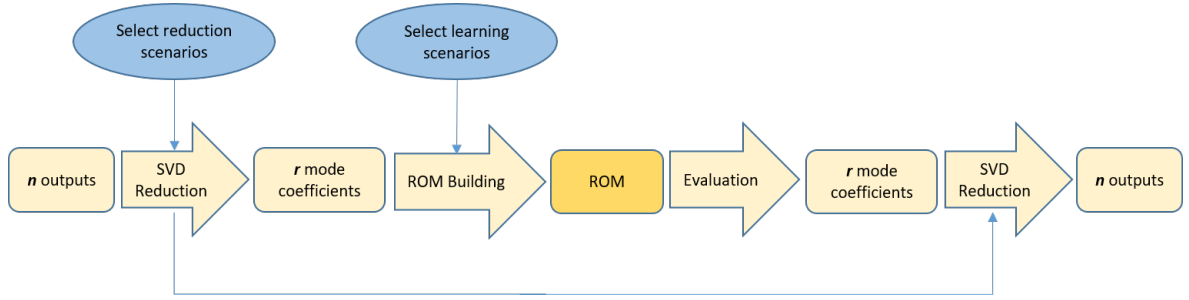 Select reduction
scenarios
Select learning
scenarios
n outputs
SVD
Reduction
r mode
coefficients
ROM Building
ROM
Evaluation
r mode
coefficients
SVD
Reduction
n outputs